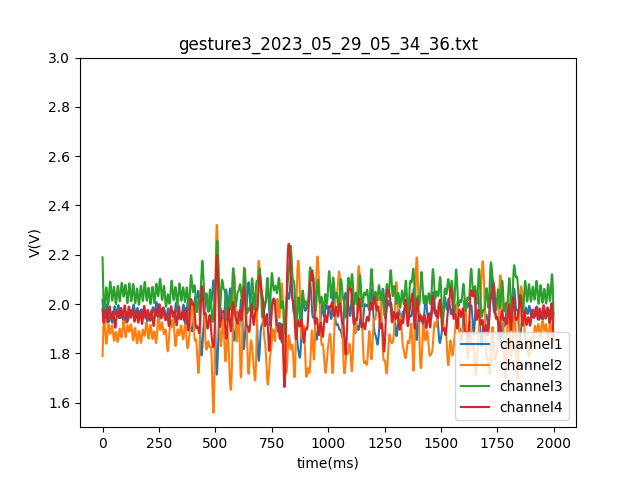 gesture3_2023_05_29_05_34_36.txt
3.0
2.8
2.6
2.4
2.2
2.0
1.8
1.6
V(V)
channel1
channel2
channel3
channel4
0 250 500 750 1000 1250 1500 1750 2000
time(ms)